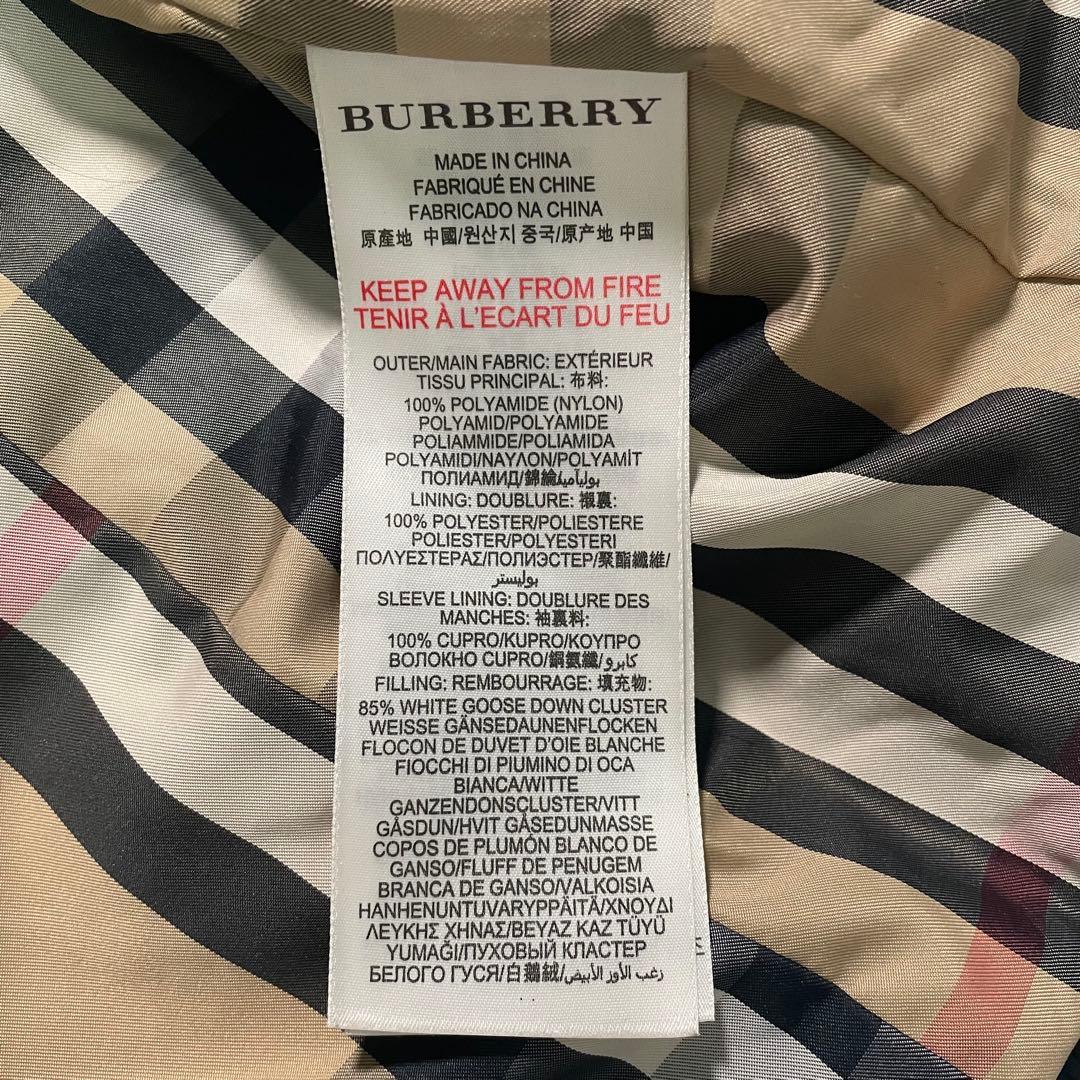 BURBERRY
MADE IN CHINA
FABRIQUÉ EN CHINE
FABRICADO NA CHINA
原產地 中國/원산지 중국/原产地 中国
KEEP AWAY FROM FIRE
TENIR À L'ECART DU FEU
OUTER/MAIN FABRIC: EXTÉRIEUR
TISSU PRINCIPAL: 布料:
100% POLYAMIDE (NYLON)
POLYAMID/POLYAMIDE
POLIAMMIDE/POLIAMIDA
POLYAMIDI/ΝΑΥΛΟΝ/POLYAMİT
ПОЛИАМИД/錦綸/بوليآميد
LINING: DOUBLURE: 襯裏:
100% POLYESTER/POLIESTERE
POLIESTER/POLYESTERI
ΠΟΛΥΕΣΤΕΡΑΣ/ПОЛИЭСТЕР/聚酯纖維/
بوليستر
SLEEVE LINING: DOUBLURE DES
MANCHES: 袖裏料:
100% CUPRO/KUPRO/ΚΟΥΠΡΟ
ВОЛОКНО CUPRO/銅氨纖/كابرو
FILLING: REMBOURRAGE: 填充物:
85% WHITE GOOSE DOWN CLUSTER
WEISSE GÄNSEDAUNENFLOCKEN
FLOCON DE DUVET D'OIE BLANCHE
FIOCCHI DI PIUMINO DI OCA
BIANCA/WITTE
GANZENDONSCLUSTER/VITT
GÅSDUN/HVIT GÅSEDUNMASSE
COPOS DE PLUMÓN BLANCO DE
GANSO/FLUFF DE PENUGEM
BRANCA DE GANSO/VALKOISIA
HANHENUNTUVARYPPÄITÄ/ΧΝΟΥΔΙ
ΛΕΥΚΗΣ ΧΗΝΑΣ/BEYAZ KAZ TÜYÜ
YUMAĞI/ПУХОВЫЙ КЛАСТЕР
БЕЛОГО ГУСЯ/白鵝絨/زغب الأوز الأبيض